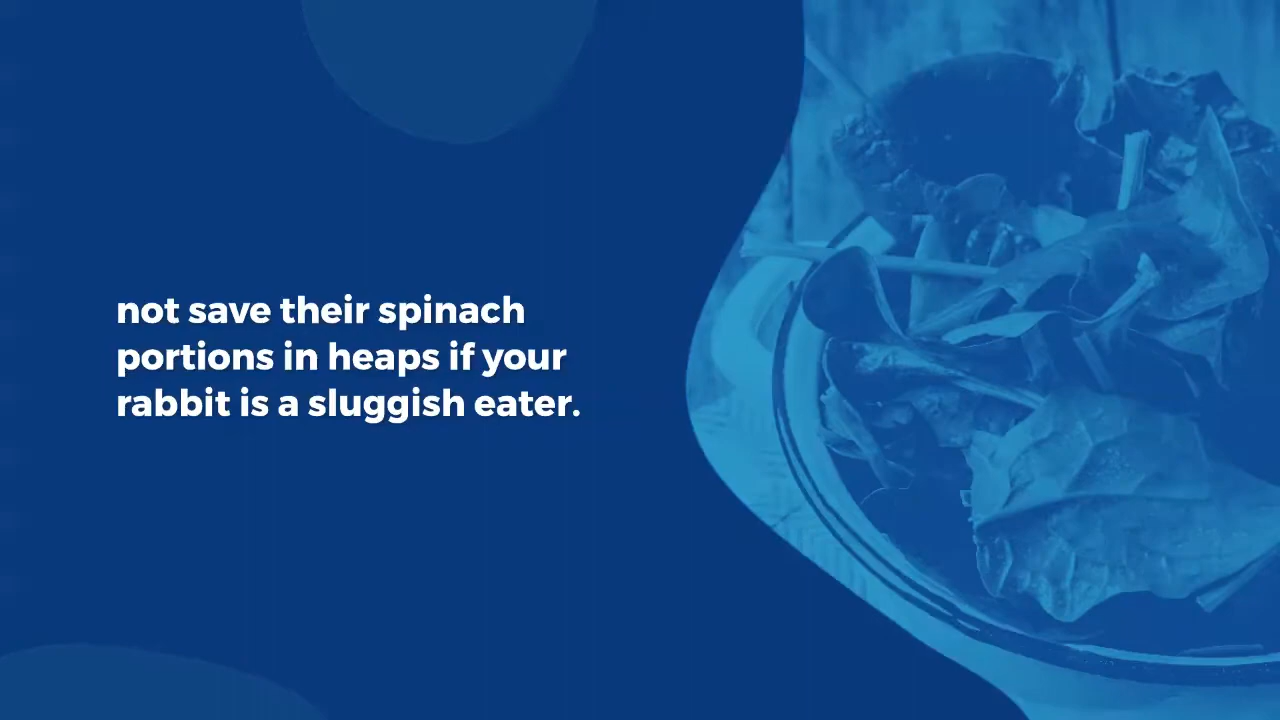 not save their spinach
portions in heaps if your
rabbit is a sluggish eater.